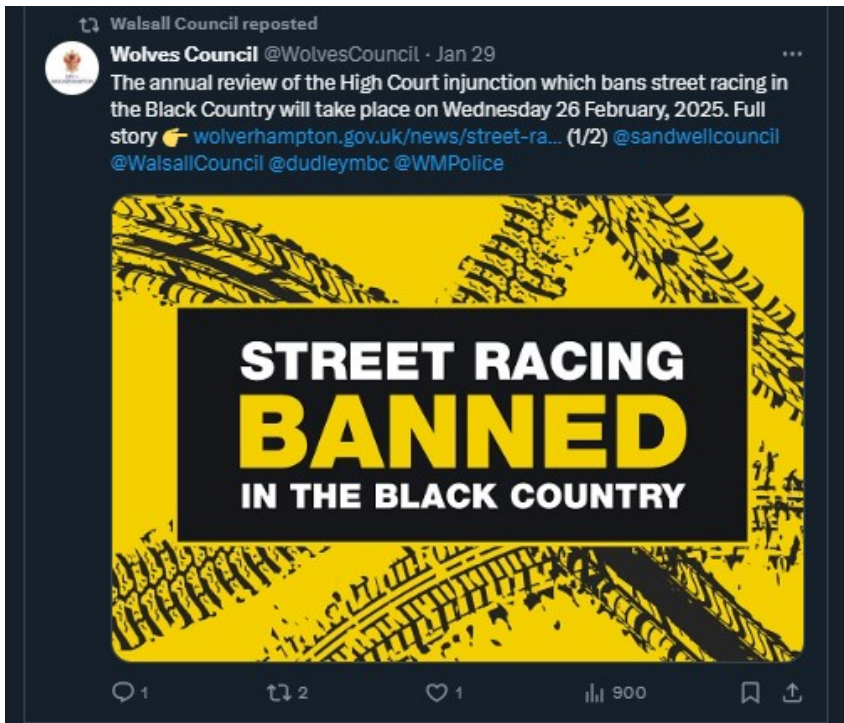 Walsall Council reposted
Wolves Council @WolvesCouncil · Jan 29
The annual review of the High Court injunction which bans street racing in
the Black Country will take place on Wednesday 26 February, 2025. Full
story 👉 wolverhampton.gov.uk/news/street-ra... (1/2) @sandwellcouncil
@WalsallCouncil @dudleymbc @WMPolice
STREET RACING
BANNED
IN THE BLACK COUNTRY
1 2 1 900